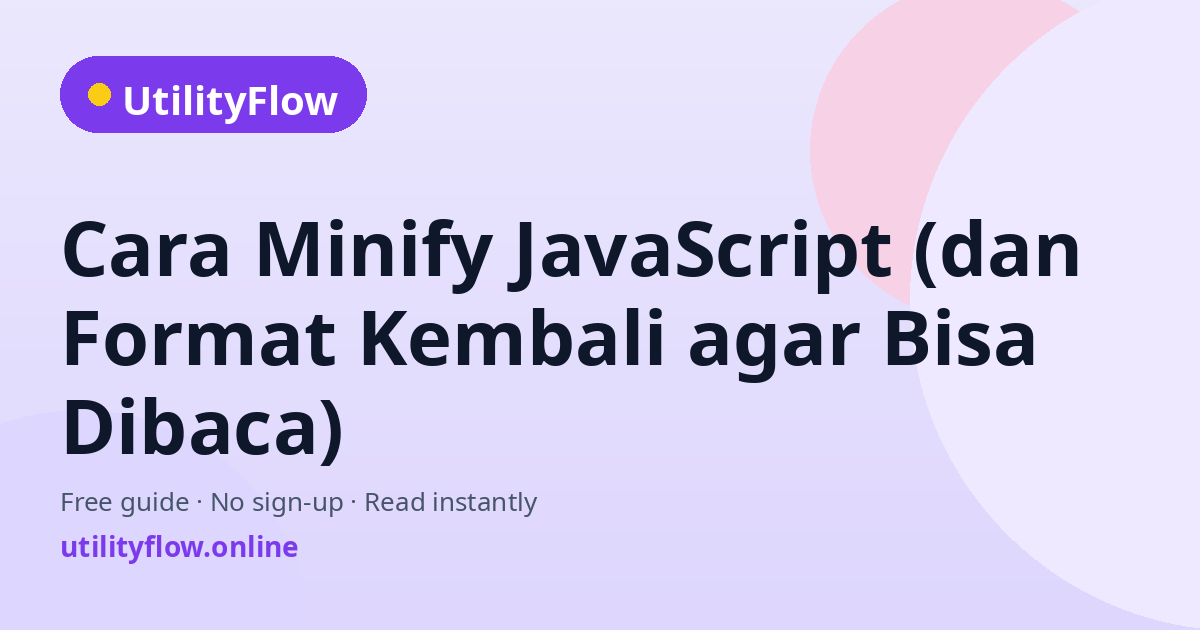 UtilityFlow
Cara Minify JavaScript (dan
Format Kembali agar Bisa
Dibaca)
Free guide · No sign-up · Read instantly
utilityflow.online